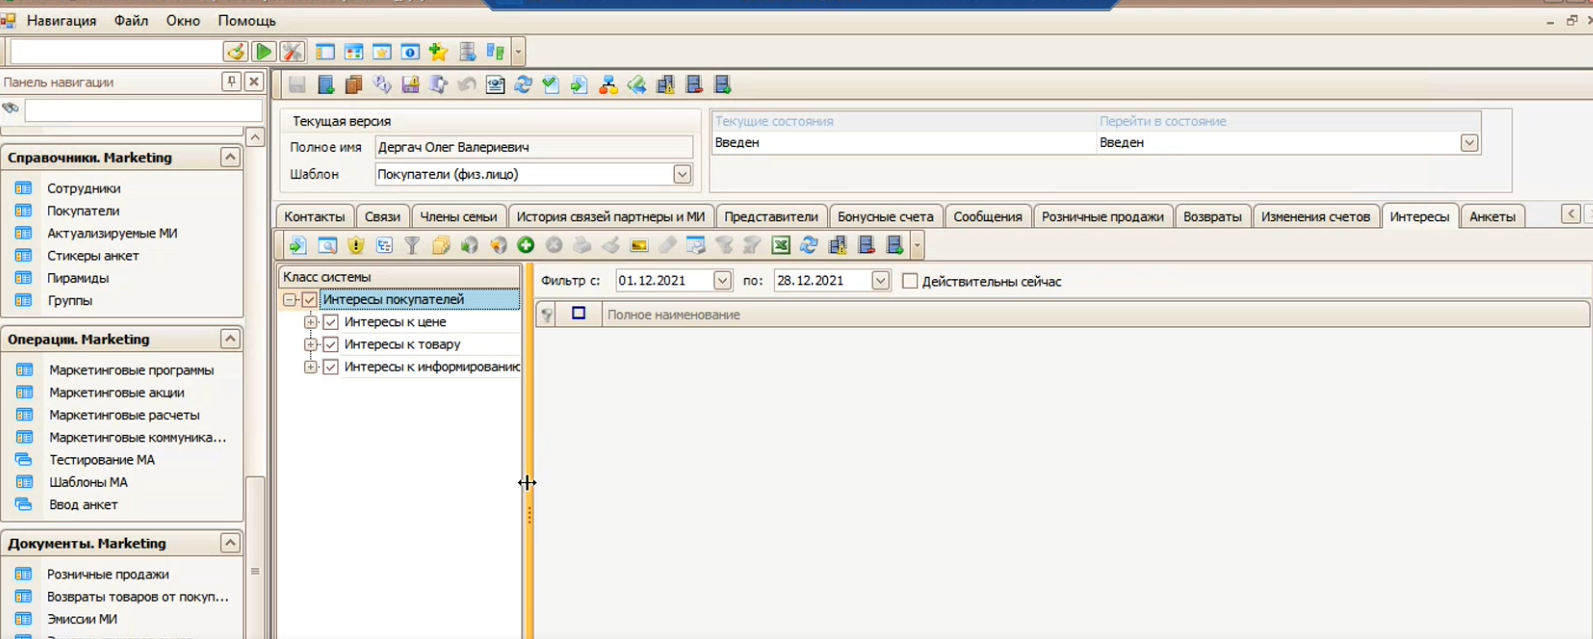 Навигация Файл Окно Помощь
Панель навигации
Справочники. Marketing
Сотрудники
Покупатели
Актуализируемые МИ
Стикеры анкет
Пирамиды
Группы
Операции. Marketing
Маркетинговые программы
Маркетинговые акции
Маркетинговые расчеты
Маркетинговые коммуника...
Тестирование МА
Шаблоны МА
Ввод анкет
Документы. Marketing
Розничные продажи
Возвраты товаров от покуп...
Эмиссии МИ
Текущая версия
Полное имя Дергач Олег Валериевич
Шаблон Покупатели (физ.лицо)
Текущие состояния Перейти в состояние
Введен Введен
Контакты Связи Члены семьи История связей партнеры и МИ Представители Бонусные счета Сообщения Розничные продажи Возвраты Изменения счетов Интересы Анкеты
Класс системы
Интересы покупателей
Интересы к цене
Интересы к товару
Интересы к информированик
Фильтр с: 01.12.2021 по: 28.12.2021 Действительны сейчас
Полное наименование